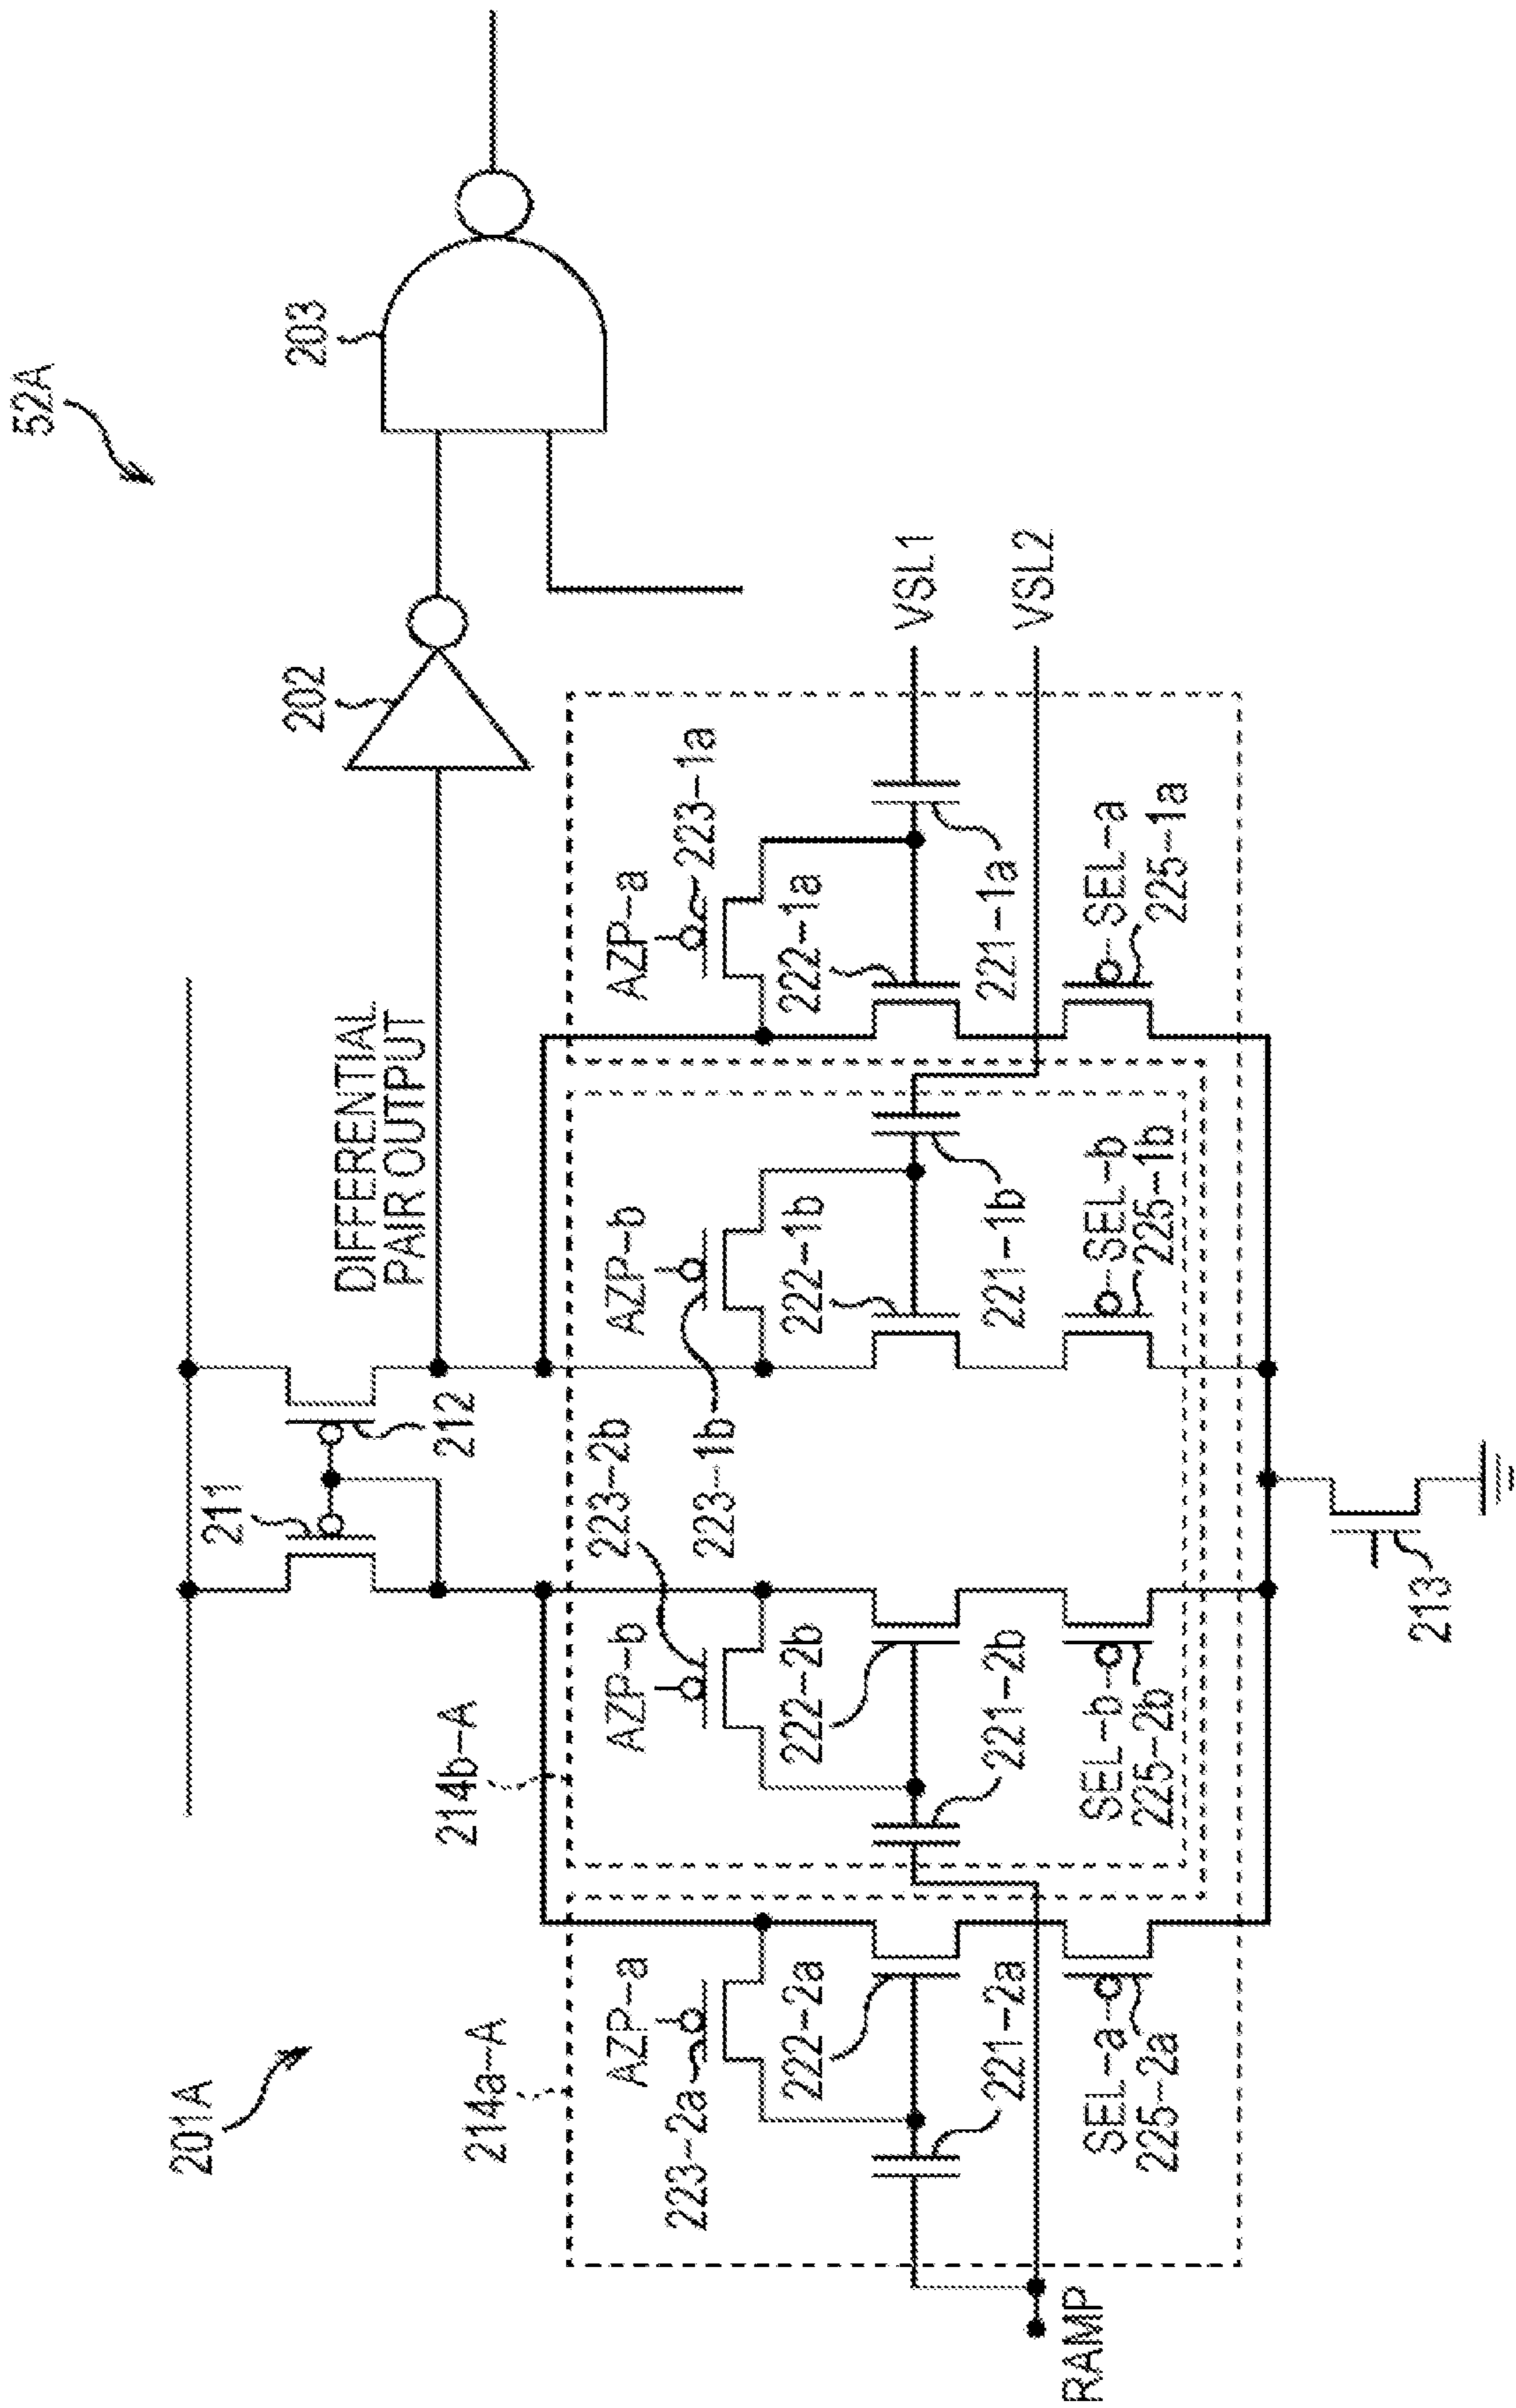 52A
201A
211
212
DIFFERENTIAL
PAIR OUTPUT
202
203
214a-A
214b-A
AZP-a
223-2a
AZP-b
223-2b
AZP-b
223-1b
AZP-a
223-1a
222-2a
222-2b
222-1b
222-1a
VSL1
221-2a
221-2b
221-1b
221-1a
VSL2
RAMP
SEL-a
225-2a
SEL-b
225-2b
SEL-b
225-1b
SEL-a
225-1a
213